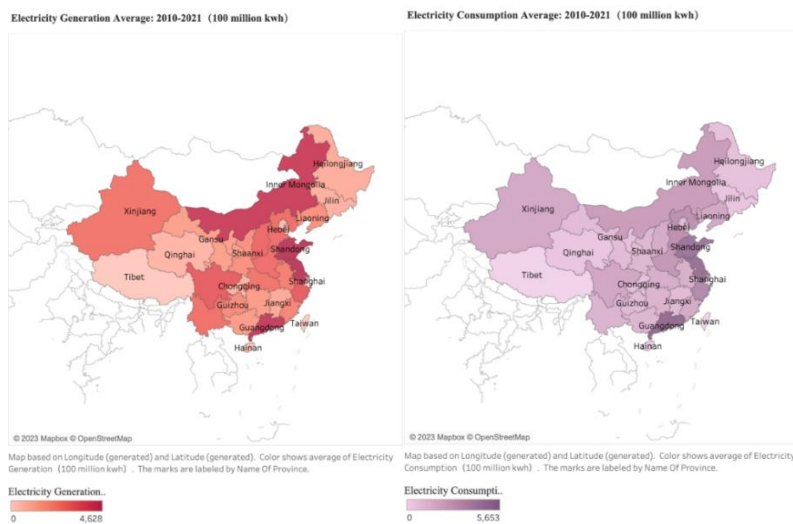 Electricity Generation Average: 2010-2021（100 million kwh）
Heilongjiang
Inner Mongolia
Jilin
Xinjiang
Liaoning
Hebei
Gansu
Shandong
Qinghai
Shaanxi
Tibet
Chongqing
Shanghai
Guizhou
Jiangxi
Guangdong
Taiwan
Hainan
© 2023 Mapbox © OpenStreetMap
Map based on Longitude (generated) and Latitude (generated). Color shows average of Electricity
Generation（100 million kwh）. The marks are labeled by Name Of Province.
Electricity Generation..
0 4,628
Electricity Consumption Average: 2010-2021（100 million kwh）
Heilongjiang
Inner Mongolia
Jilin
Xinjiang
Liaoning
Hebei
Gansu
Shandong
Qinghai
Shaanxi
Tibet
Chongqing
Shanghai
Guizhou
Jiangxi
Guangdong
Taiwan
Hainan
© 2023 Mapbox © OpenStreetMap
Map based on Longitude (generated) and Latitude (generated). Color shows average of Electricity
Consumption（100 million kwh）. The marks are labeled by Name Of Province.
Electricity Consumpti..
0 5,653